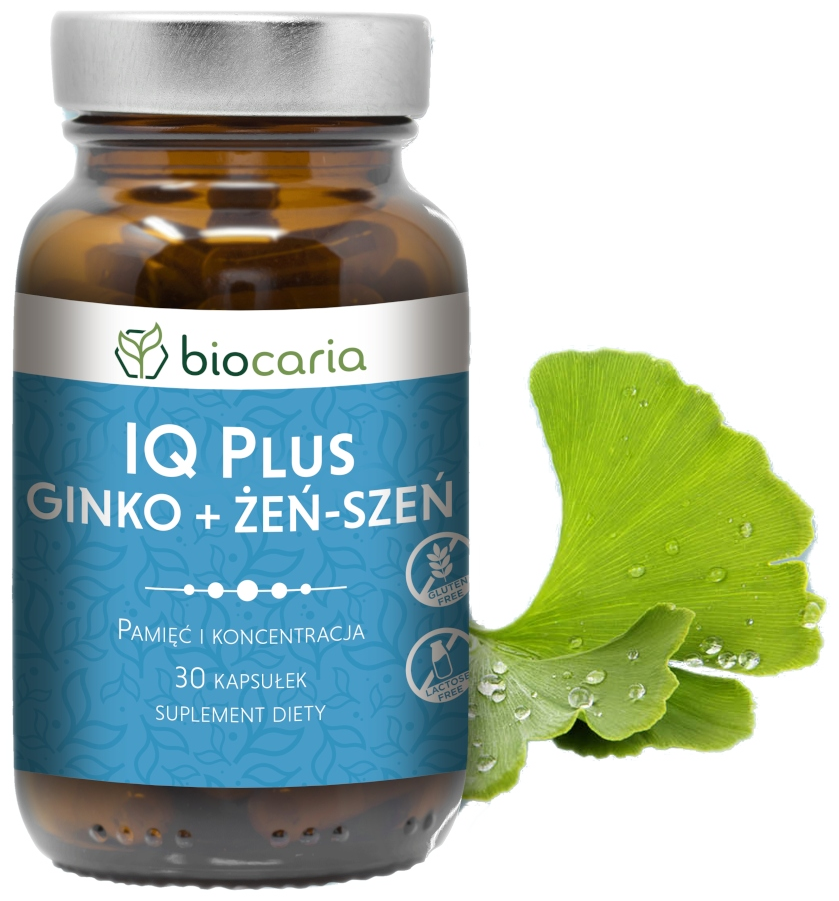 biocaria
IQ PLUS
GINKO + ŻEŃ-SZEŃ
GLUTEN
FREE
PAMIĘĆ I KONCENTRACJA
30 KAPSUŁEK
LACTOSE
FREE
SUPLEMENT DIETY